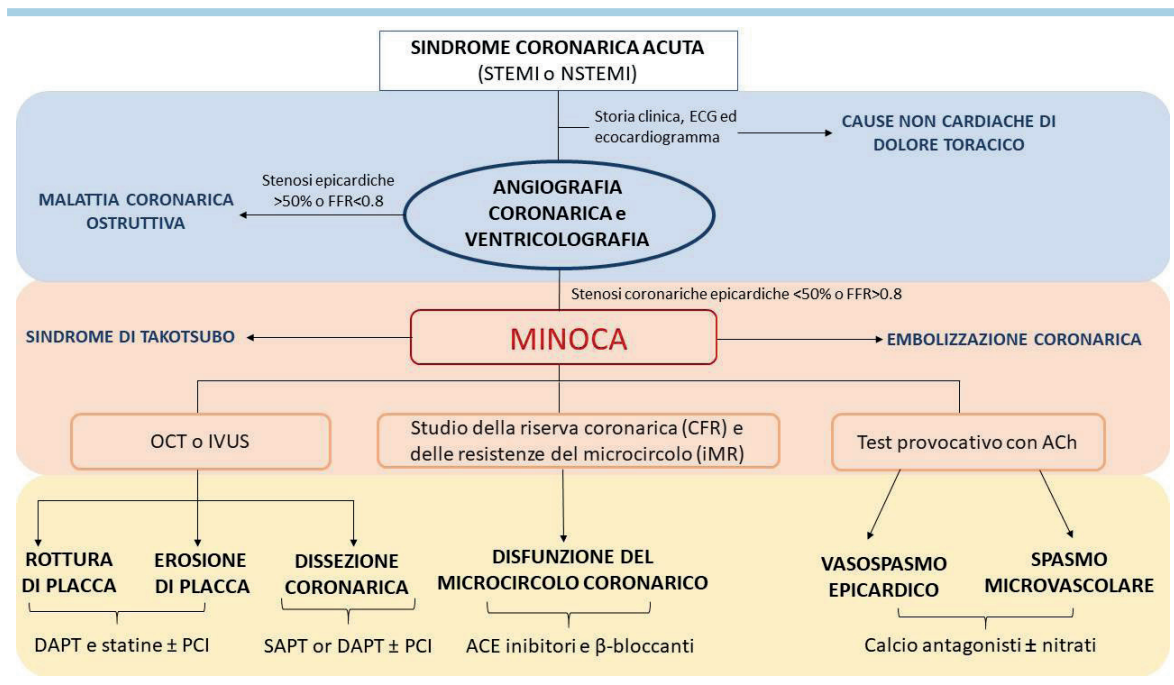 SINDROME CORONARICA ACUTA
(STEMI o NSTEMI)
Storia clinica, ECG ed
ecocardiogramma
CAUSE NON CARDIACHE DI
DOLORE TORACICO
Stenosi epicardiche
>50% o FFR<0.8
MALATTIA CORONARICA
OSTRUTTIVA
ANGIOGRAFIA
CORONARICA e
VENTRICOLOGRAFIA
Stenosi coronariche epicardiche <50% o FFR>0.8
SINDROME DI TAKOTSUBO
MINOCA
EMBOLIZZAZIONE CORONARICA
OCT o IVUS
Studio della riserva coronarica (CFR) e
delle resistenze del microcircolo (iMR)
Test provocativo con ACh
ROTTURA
DI PLACCA
EROSIONE
DI PLACCA
DISSEZIONE
CORONARICA
DISFUNZIONE DEL
MICROCIRCOLO CORONARICO
VASOSPASMO
EPICARDICO
SPASMO
MICROVASCOLARE
DAPT e statine ± PCI
SAPT or DAPT ± PCI
ACE inibitori e β-bloccanti
Calcio antagonisti ± nitrati